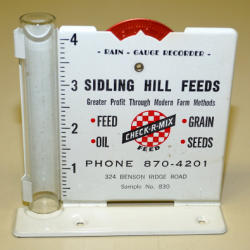 4
- RAIN - GAUGE RECORDER -
3 SIDLING HILL FEEDS
Greater Profit Through Modern Farm Methods
2 • FEED CHECK-R-MIX • GRAIN
• OIL FEED • SEEDS
1 PHONE 870-4201
324 BENSON RIDGE ROAD
Sample No. 830